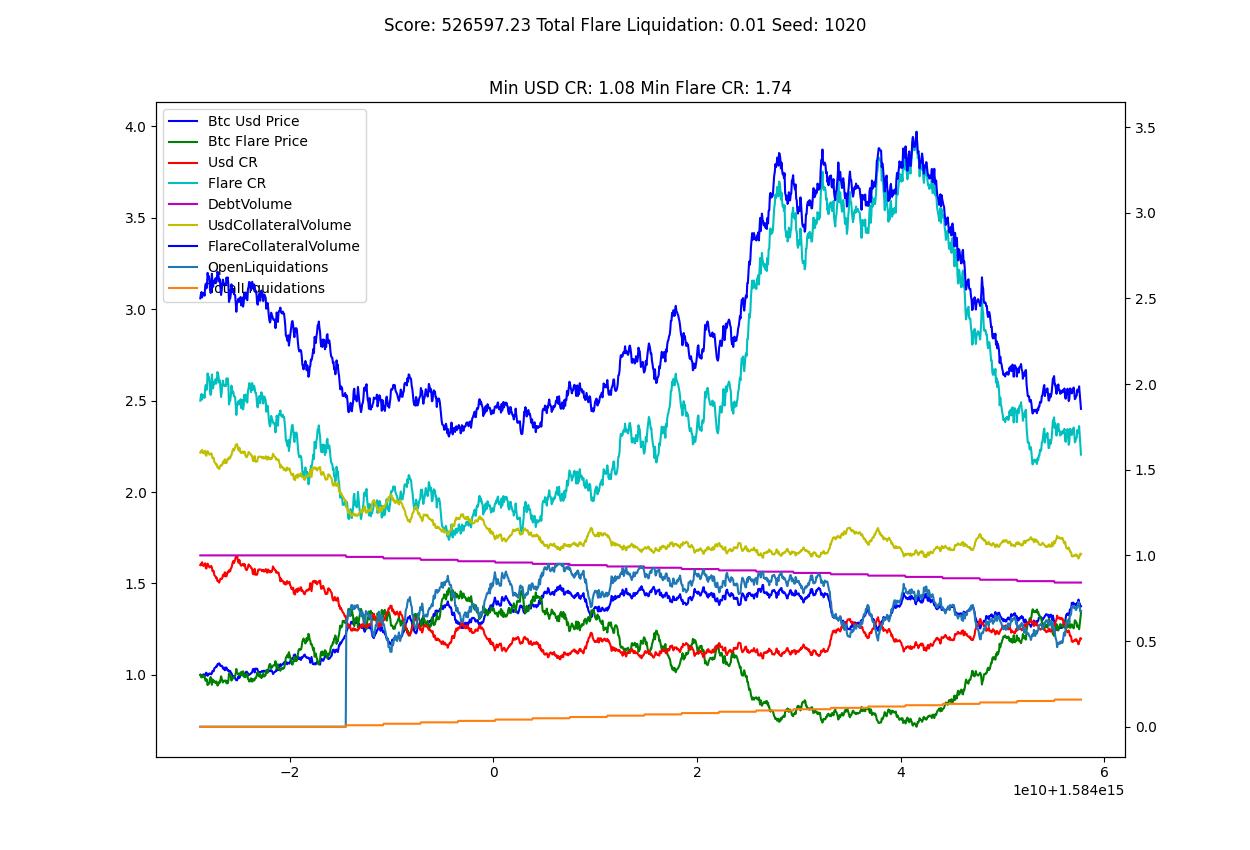 Score: 526597.23 Total Flare Liquidation: 0.01 Seed: 1020
Min USD CR: 1.08 Min Flare CR: 1.74
Btc Usd Price
Btc Flare Price
Usd CR
Flare CR
DebtVolume
UsdCollateralVolume
FlareCollateralVolume
OpenLiquidations
TotalLiquidations
4.0
3.5
3.0
2.5
2.0
1.5
1.0
3.5
3.0
2.5
2.0
1.5
1.0
0.5
0.0
−2 0 2 4 6
1e10+1.584e15